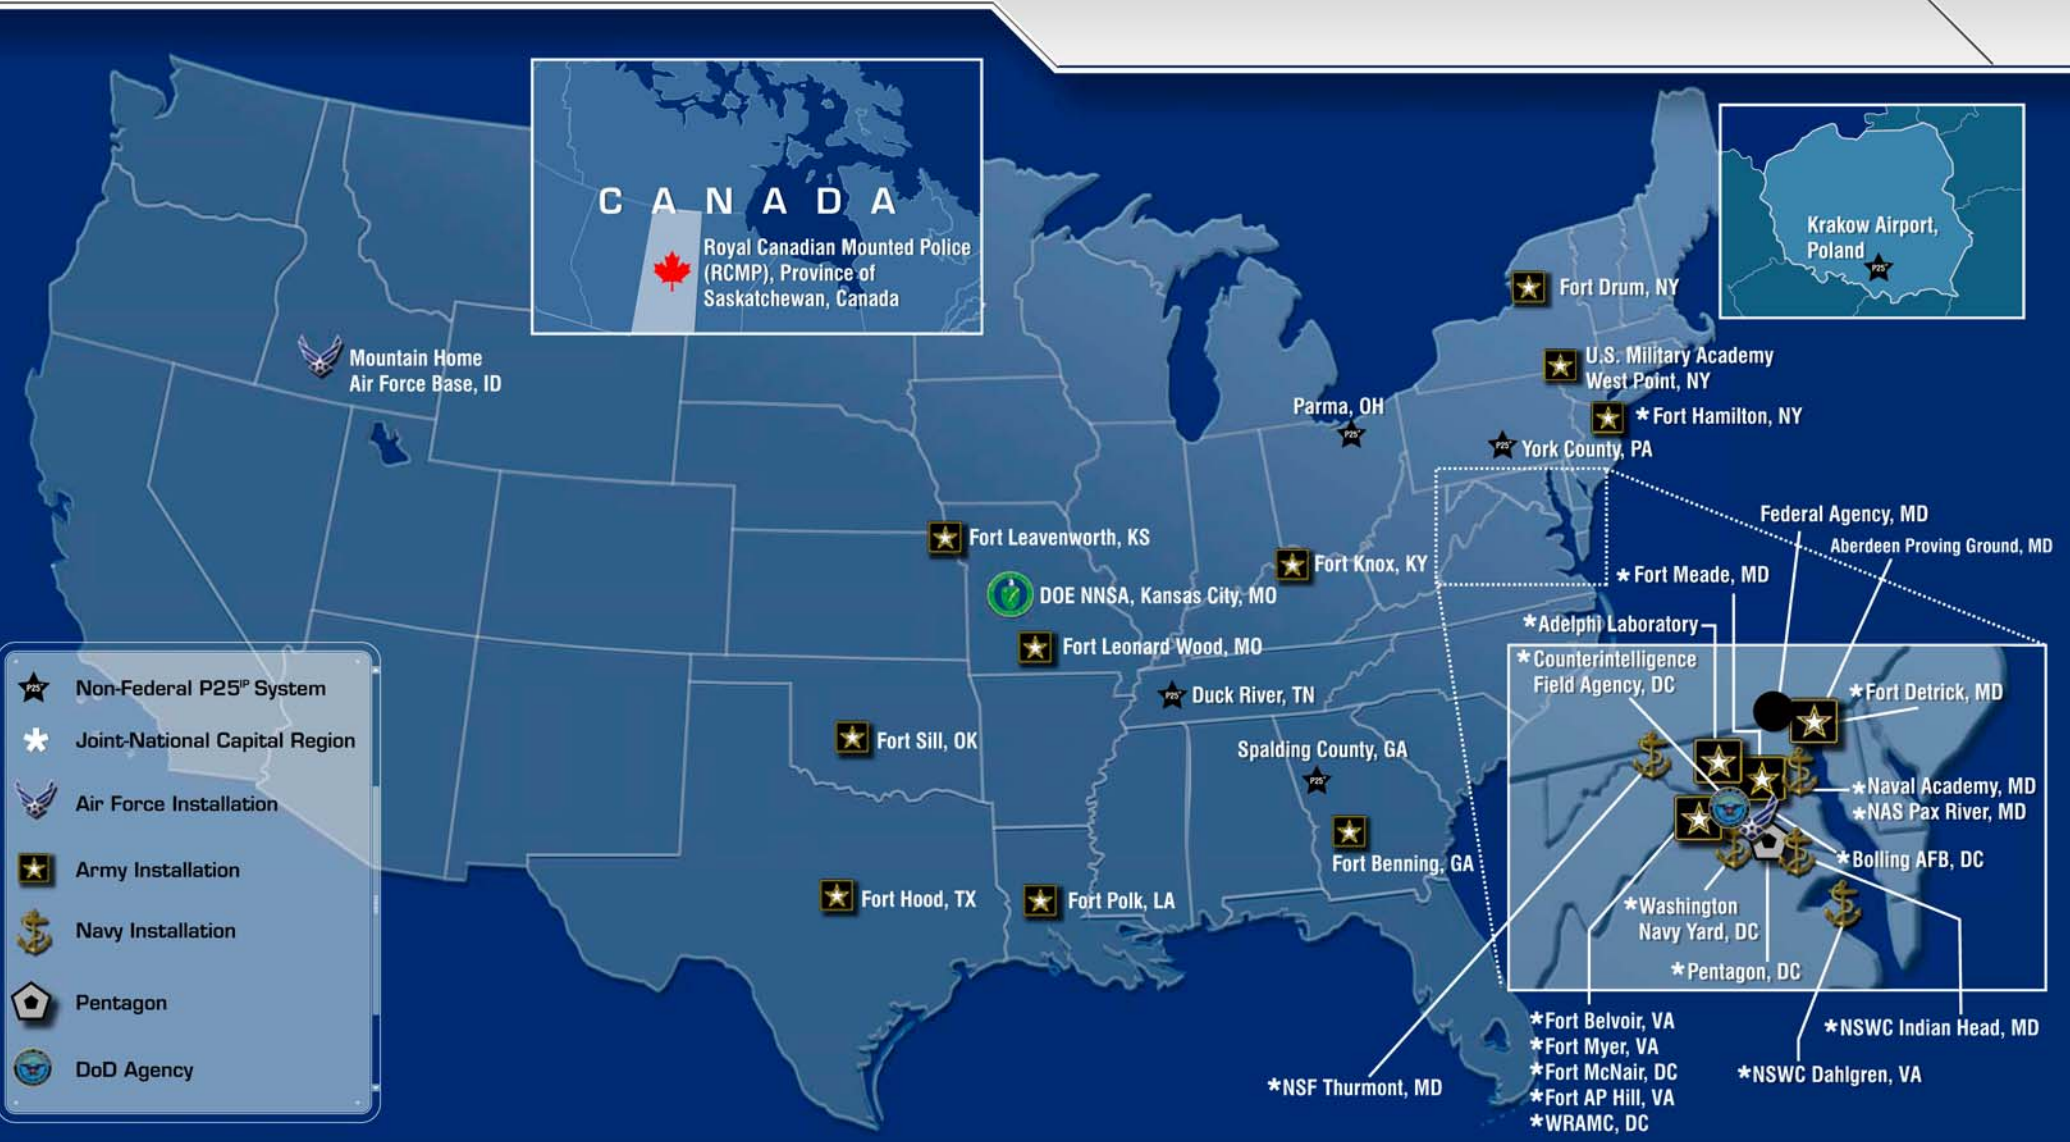 C A N A D A
Royal Canadian Mounted Police
(RCMP), Province of
Saskatchewan, Canada
Krakow Airport,
Poland
P25
Fort Drum, NY
Mountain Home
Air Force Base, ID
U.S. Military Academy
West Point, NY
Parma, OH
P25
*Fort Hamilton, NY
P25
York County, PA
Federal Agency, MD
Aberdeen Proving Ground, MD
Fort Leavenworth, KS
Fort Knox, KY
*Fort Meade, MD
DOE NNSA, Kansas City, MO
*Adelphi Laboratory
Fort Leonard Wood, MO
*Counterintelligence
Field Agency, DC
P25
Duck River, TN
*Fort Detrick, MD
Fort Sill, OK
Spalding County, GA
P25
*Naval Academy, MD
*NAS Pax River, MD
Fort Benning, GA
*Bolling AFB, DC
Fort Hood, TX
Fort Polk, LA
*Washington
Navy Yard, DC
*Pentagon, DC
*Fort Belvoir, VA
*Fort Myer, VA
*Fort McNair, DC
*Fort AP Hill, VA
*WRAMC, DC
*NSWC Indian Head, MD
*NSWC Dahlgren, VA
*NSF Thurmont, MD
P25
Non-Federal P25IP System
* Joint-National Capital Region
Air Force Installation
Army Installation
Navy Installation
Pentagon
DoD Agency